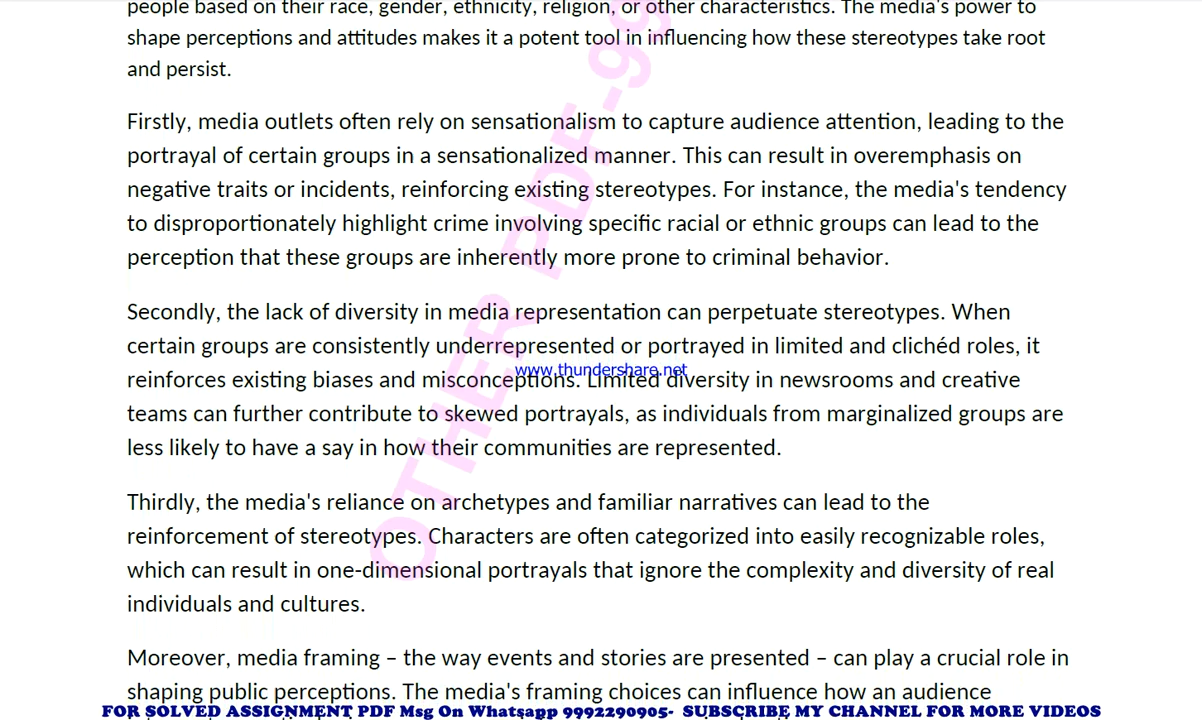 people based on their race, gender, ethnicity, religion, or other characteristics. The media's power to
shape perceptions and attitudes makes it a potent tool in influencing how these stereotypes take root
and persist.
Firstly, media outlets often rely on sensationalism to capture audience attention, leading to the
portrayal of certain groups in a sensationalized manner. This can result in overemphasis on
negative traits or incidents, reinforcing existing stereotypes. For instance, the media's tendency
to disproportionately highlight crime involving specific racial or ethnic groups can lead to the
perception that these groups are inherently more prone to criminal behavior.
Secondly, the lack of diversity in media representation can perpetuate stereotypes. When
certain groups are consistently underrepresented or portrayed in limited and clichéd roles, it
www.thundershare.net
reinforces existing biases and misconceptions. Limited diversity in newsrooms and creative
teams can further contribute to skewed portrayals, as individuals from marginalized groups are
less likely to have a say in how their communities are represented.
Thirdly, the media's reliance on archetypes and familiar narratives can lead to the
reinforcement of stereotypes. Characters are often categorized into easily recognizable roles,
which can result in one-dimensional portrayals that ignore the complexity and diversity of real
individuals and cultures.
Moreover, media framing – the way events and stories are presented – can play a crucial role in
shaping public perceptions. The media's framing choices can influence how an audience
OTHER PDF-99
FOR SOLVED ASSIGNMENT PDF Msg On Whatsapp 9992290905- SUBSCRIBE MY CHANNEL FOR MORE VIDEOS